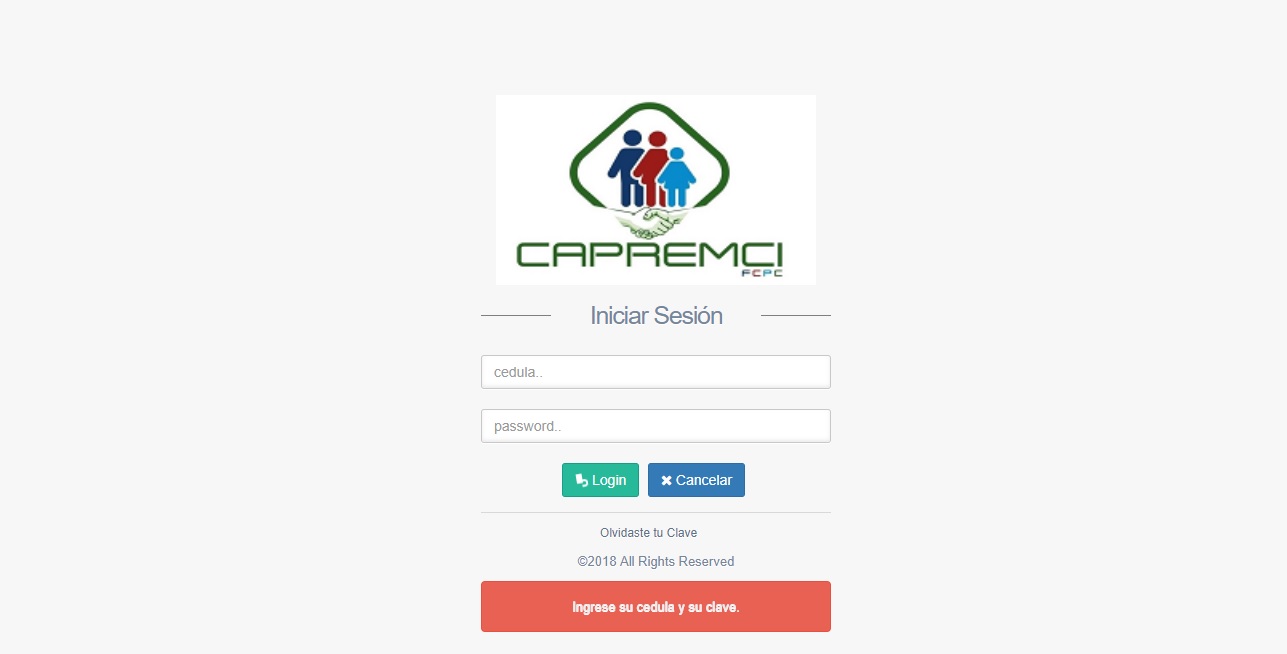 CAPREMCI
FCPC
Iniciar Sesión
cedula..
password..
Login Cancelar
Olvidaste tu Clave
©2018 All Rights Reserved
Ingrese su cedula y su clave.